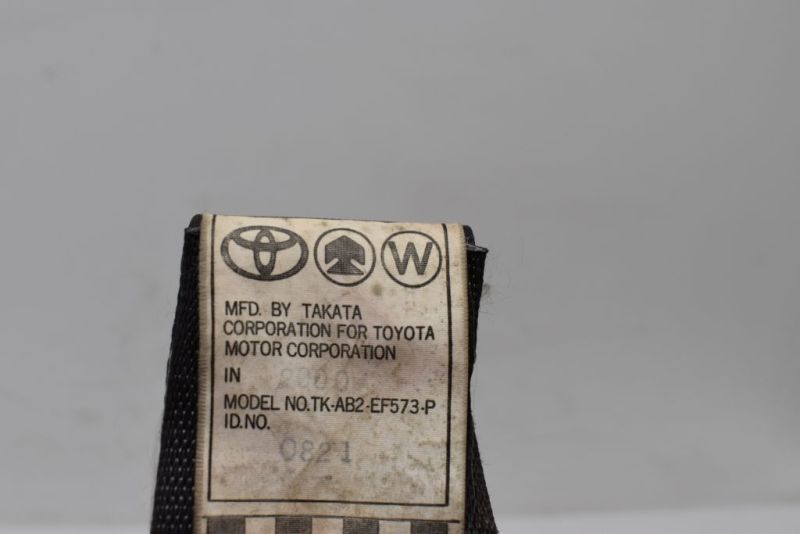 W
MFD. BY TAKATA
CORPORATION FOR TOYOTA
MOTOR CORPORATION
IN 2000
MODEL NO.TK-AB2-EF573-P
ID.NO.
0821